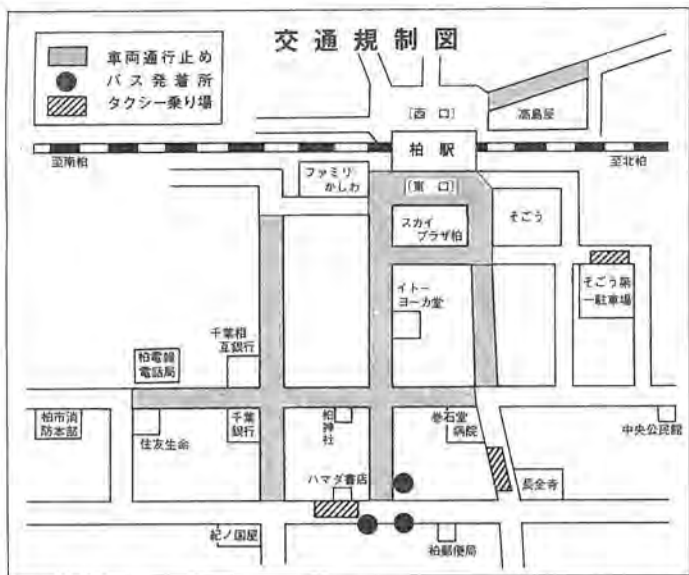 交通規制図
車両通行止め
バス発着所
タクシー乗り場
〔西口〕
高島屋
柏駅
至南柏
至北柏
ファミリ
かしわ
〔東口〕
スカイ
プラザ柏
そごう
そごう第
一駐車場
イトー
ヨーカ堂
千葉相
互銀行
柏電報
電話局
柏市消
防本部
住友生命
千葉
銀行
柏神社
巻石堂
病院
中央公民館
ハマダ書店
長全寺
紀ノ国屋
柏郵便局